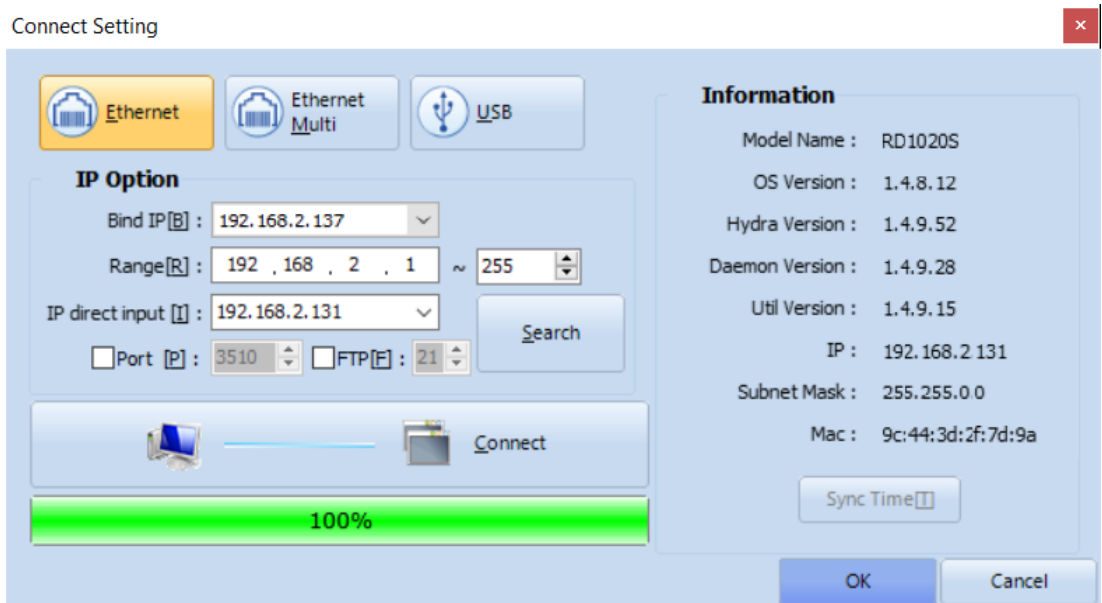 Connect Setting
Ethernet
Ethernet
Multi
USB
IP Option
Bind IP[B] : 192.168.2.137
Range[R] : 192 . 168 . 2 . 1 ~ 255
IP direct input [I] : 192.168.2.131
Search
Port [P] : 3510 FTP[F] : 21
Connect
100%
Information
Model Name : RD1020S
OS Version : 1.4.8.12
Hydra Version : 1.4.9.52
Daemon Version : 1.4.9.28
Util Version : 1.4.9.15
IP : 192.168.2 131
Subnet Mask : 255.255.0 0
Mac : 9c:44:3d:2f:7d:9a
Sync Time[T]
OK
Cancel